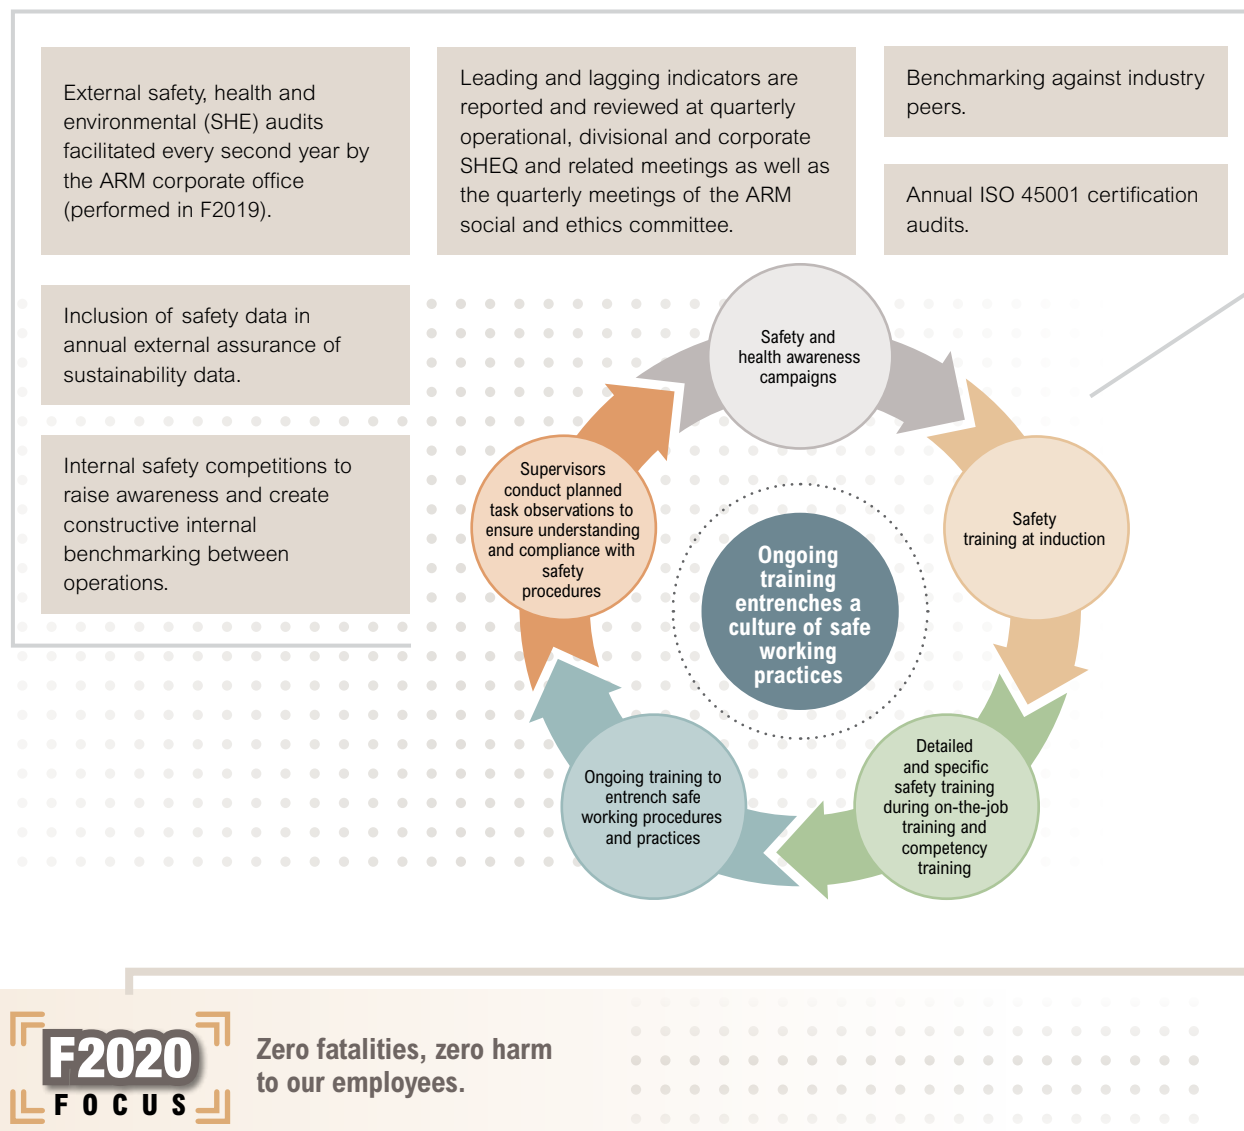 External safety, health and
environmental (SHE) audits
facilitated every second year by
the ARM corporate office
(performed in F2019).
Leading and lagging indicators are
reported and reviewed at quarterly
operational, divisional and corporate
SHEQ and related meetings as well as
the quarterly meetings of the ARM
social and ethics committee.
Benchmarking against industry
peers.
Annual ISO 45001 certification
audits.
Inclusion of safety data in
annual external assurance of
sustainability data.
Internal safety competitions to
raise awareness and create
constructive internal
benchmarking between
operations.
Safety and
health awareness
campaigns
Safety
training at induction
Detailed
and specific
safety training
during on-the-job
training and
competency
training
Ongoing training to
entrench safe
working procedures
and practices
Supervisors
conduct planned
task observations to
ensure understanding
and compliance with
safety
procedures
Ongoing
training
entrenches a
culture of safe
working
practices
F2020
FOCUS
Zero fatalities, zero harm
to our employees.